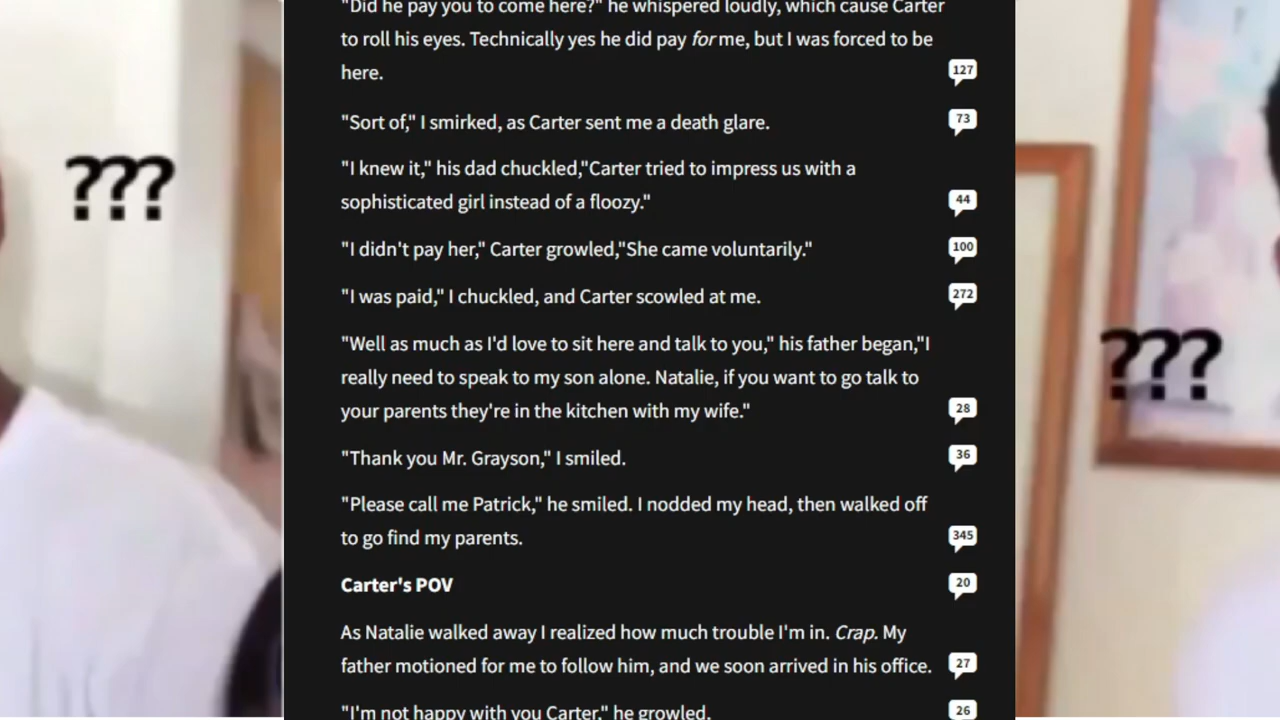 "Did he pay you to come here?" he whispered loudly, which cause Carter
to roll his eyes. Technically yes he did pay for me, but I was forced to be
here.
127
"Sort of," I smirked, as Carter sent me a death glare.
73
"I knew it," his dad chuckled,"Carter tried to impress us with a
sophisticated girl instead of a floozy."
44
"I didn't pay her," Carter growled,"She came voluntarily."
100
"I was paid," I chuckled, and Carter scowled at me.
272
"Well as much as I'd love to sit here and talk to you," his father began,"I
really need to speak to my son alone. Natalie, if you want to go talk to
your parents they're in the kitchen with my wife."
28
"Thank you Mr. Grayson," I smiled.
36
"Please call me Patrick," he smiled. I nodded my head, then walked off
to go find my parents.
345
Carter's POV
20
As Natalie walked away I realized how much trouble I'm in. Crap. My
father motioned for me to follow him, and we soon arrived in his office.
27
"I'm not happy with you Carter," he growled.
26
???
???